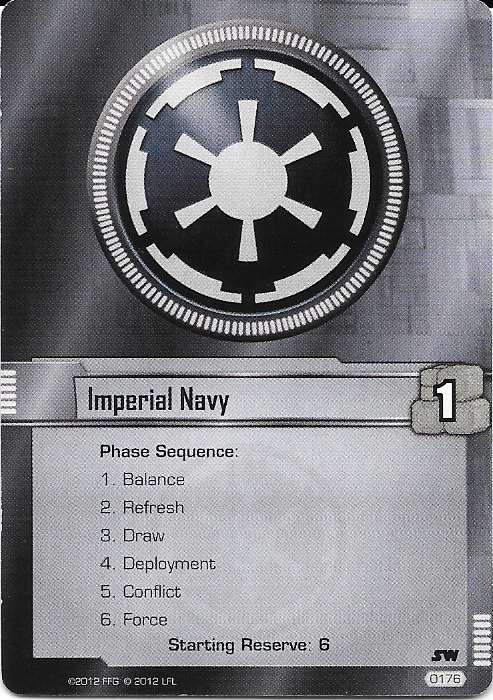 Imperial Navy
1
Phase Sequence:
1. Balance
2. Refresh
3. Draw
4. Deployment
5. Conflict
6. Force
Starting Reserve: 6
SW
©2012 FFG © 2012 LFL
0176